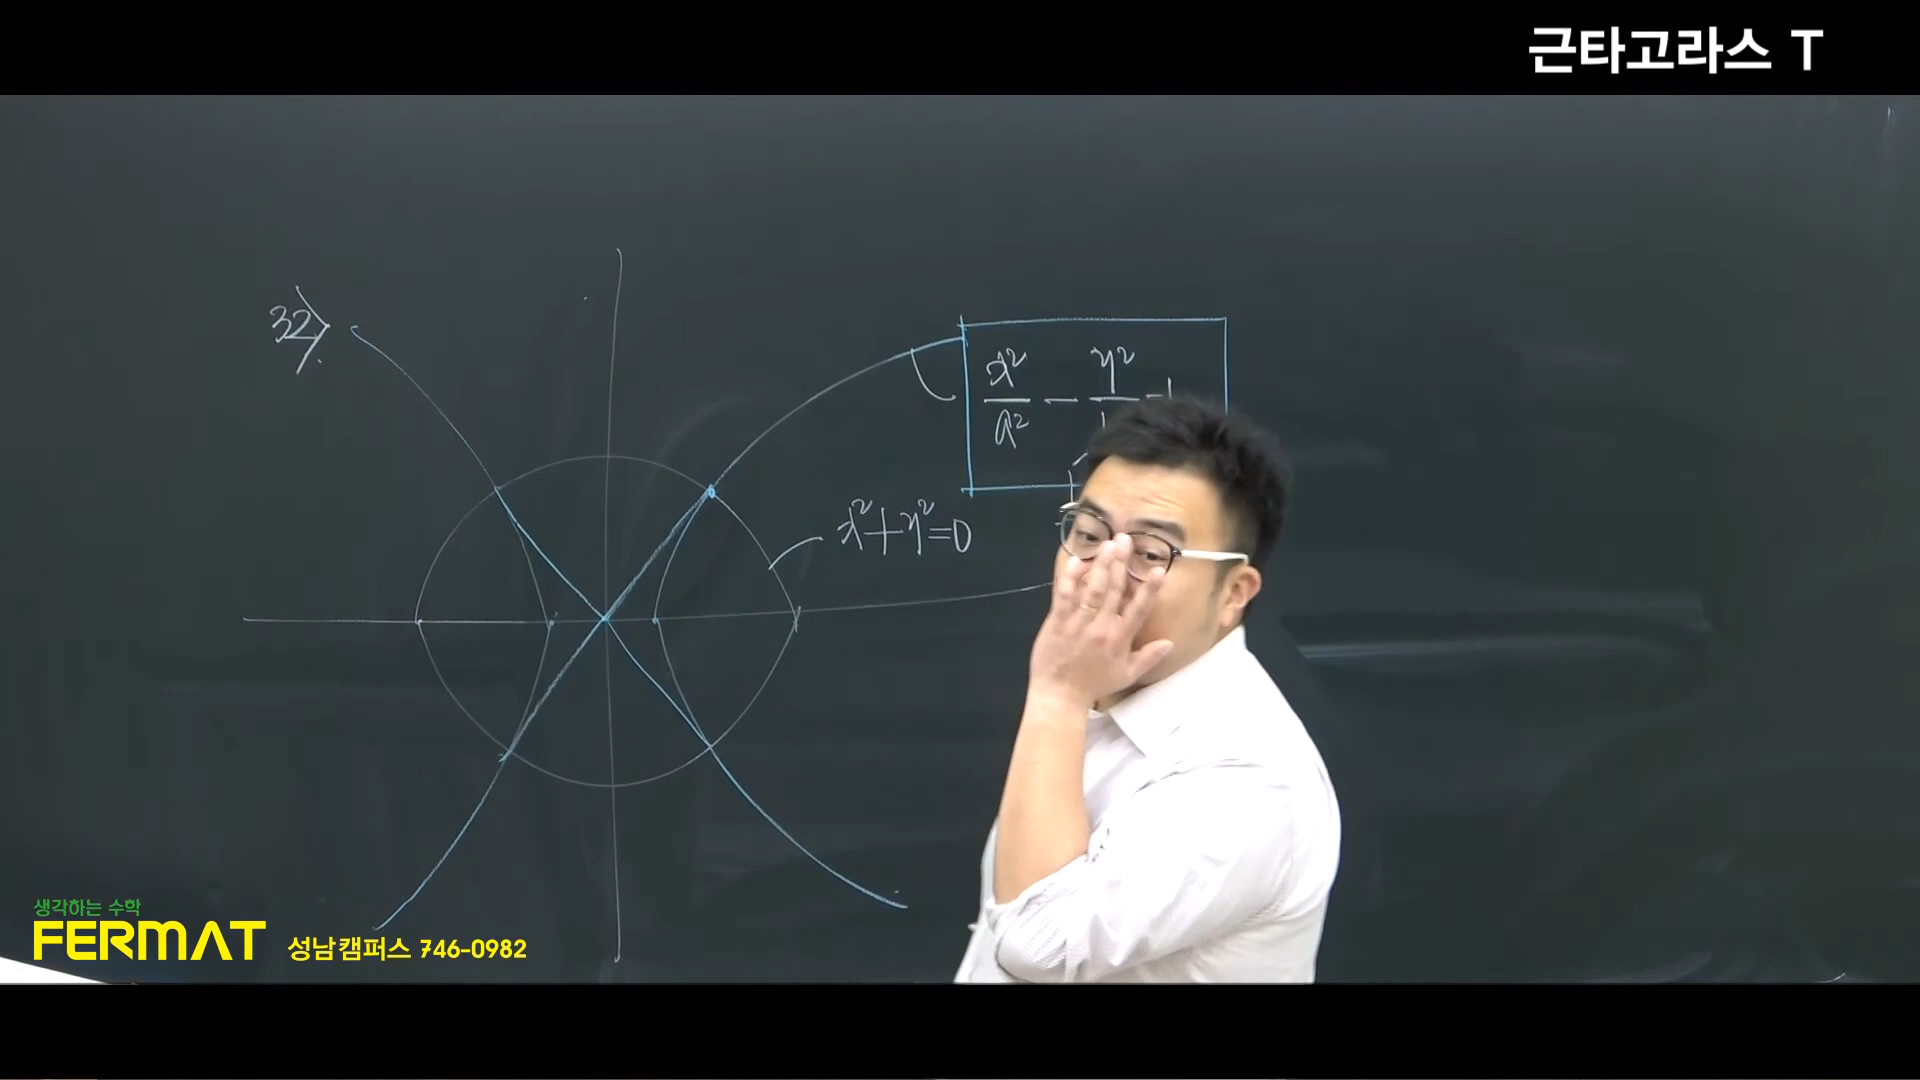 근타고라스 T
32)
x²/a² - y²
x²+y²=0
생각하는 수학
FERMAT 성남캠퍼스 746-0982